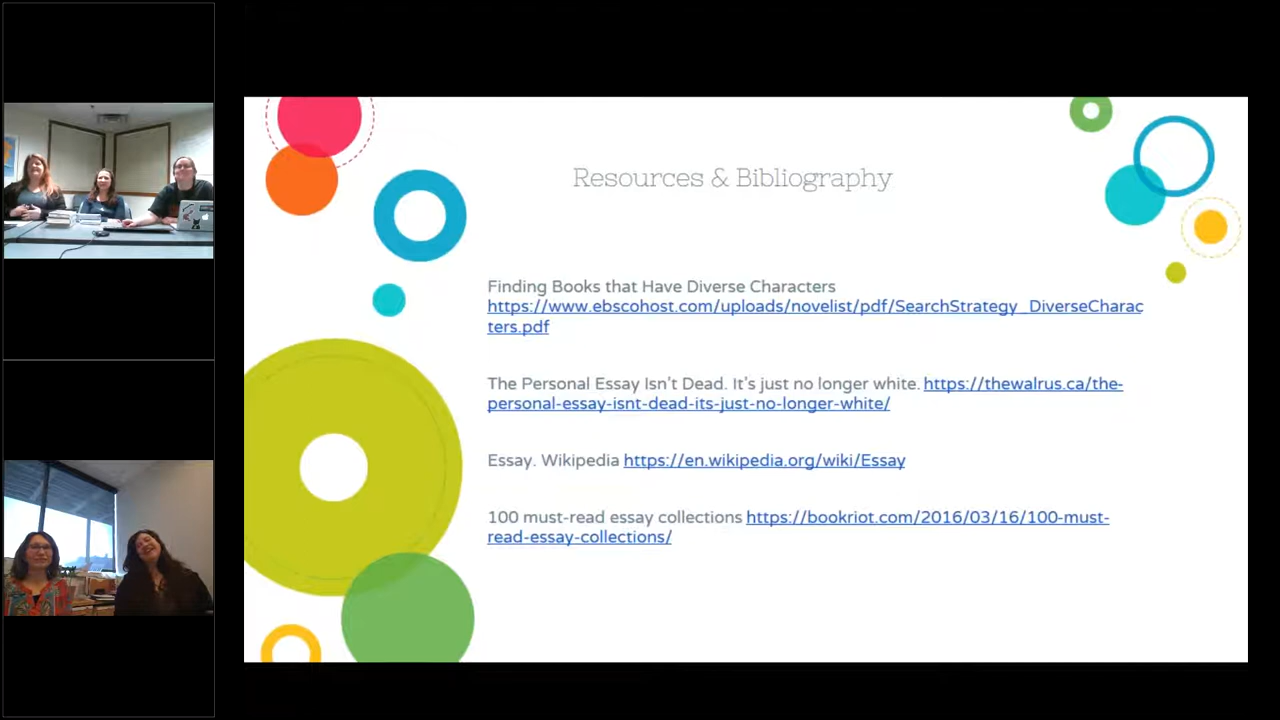 Resources & Bibliography
Finding Books that Have Diverse Characters
https://www.ebscohost.com/uploads/novelist/pdf/SearchStrategy_DiverseCharac
ters.pdf
The Personal Essay Isn’t Dead. It’s just no longer white. https://thewalrus.ca/the-
personal-essay-isnt-dead-its-just-no-longer-white/
Essay. Wikipedia https://en.wikipedia.org/wiki/Essay
100 must-read essay collections https://bookriot.com/2016/03/16/100-must-
read-essay-collections/